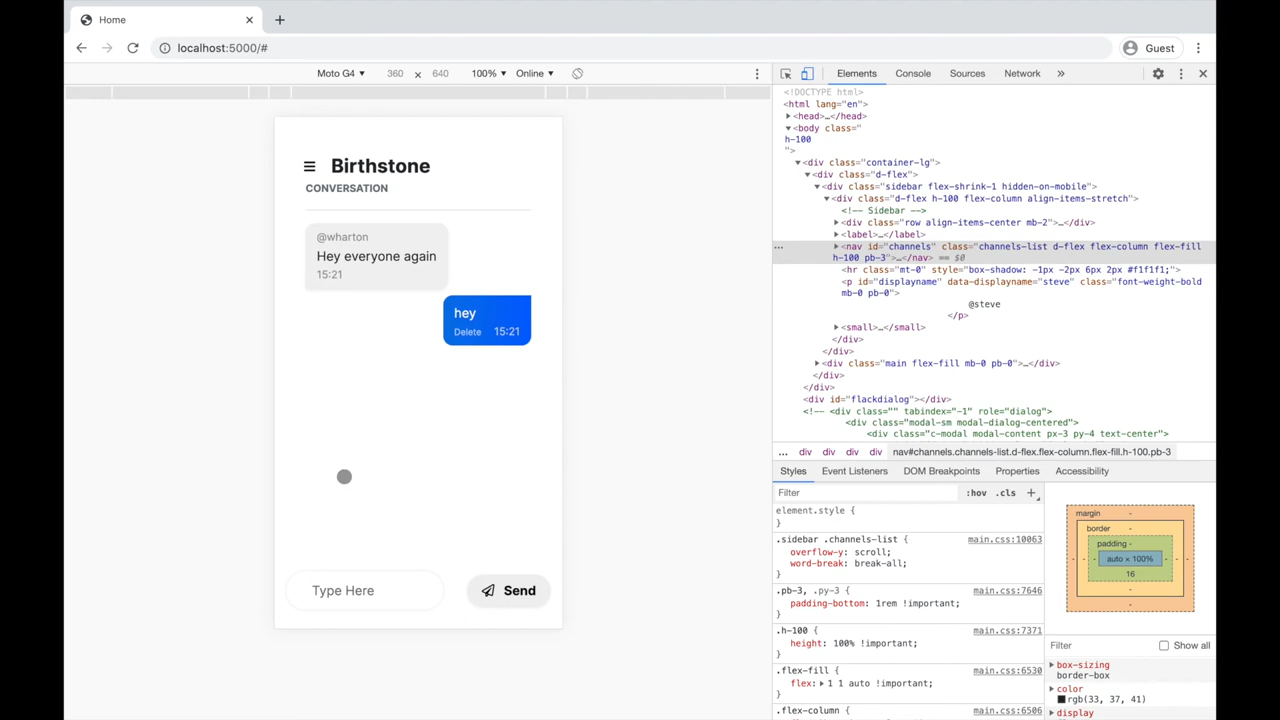 Home
localhost:5000/#
Guest
Moto G4 ▼ 360 × 640 100% ▼ Online ▼
Elements Console Sources Network »
Birthstone
CONVERSATION
@wharton
Hey everyone again
15:21
hey
Delete 15:21
Type Here
Send
<!DOCTYPE html>
<html lang="en">
▶<head>…</head>
▼<body class="
h-100
">
▼<div class="container-lg">
▼<div class="d-flex">
▼<div class="sidebar flex-shrink-1 hidden-on-mobile">
▼<div class="d-flex h-100 flex-column align-items-stretch">
<!-- Sidebar -->
▶<div class="row align-items-center mb-2">…</div>
▶<label>…</label>
… ▶<nav id="channels" class="channels-list d-flex flex-column flex-fill
h-100 pb-3">…</nav> == $0
<hr class="mt-0" style="box-shadow: -1px -2px 6px 2px #f1f1f1;">
<p id="displayname" data-displayname="steve" class="font-weight-bold
mb-0 pb-0">
@steve
</p>
▶<small>…</small>
</div>
</div>
▶<div class="main flex-fill mb-0 pb-0">…</div>
</div>
</div>
<div id="flackdialog"></div>
<!-- <div class="" tabindex="-1" role="dialog">
<div class="modal-sm modal-dialog-centered">
<div class="c-modal modal-content px-3 py-4 text-center">
… div div div div nav#channels.channels-list.d-flex.flex-column.flex-fill.h-100.pb-3
Styles Event Listeners DOM Breakpoints Properties Accessibility
Filter :hov .cls +
element.style {
}
.sidebar .channels-list { main.css:10063
overflow-y: scroll;
word-break: break-all;
}
.pb-3, .py-3 { main.css:7646
padding-bottom: 1rem !important;
}
.h-100 { main.css:7371
height: 100% !important;
}
.flex-fill { main.css:6530
flex: ▶ 1 1 auto !important;
}
.flex-column { main.css:6506
margin -
border -
padding -
- - - auto × 100% - - -
16
-
-
Filter Show all
▶ box-sizing
border-box
▶ color
rgb(33, 37, 41)
▶ display